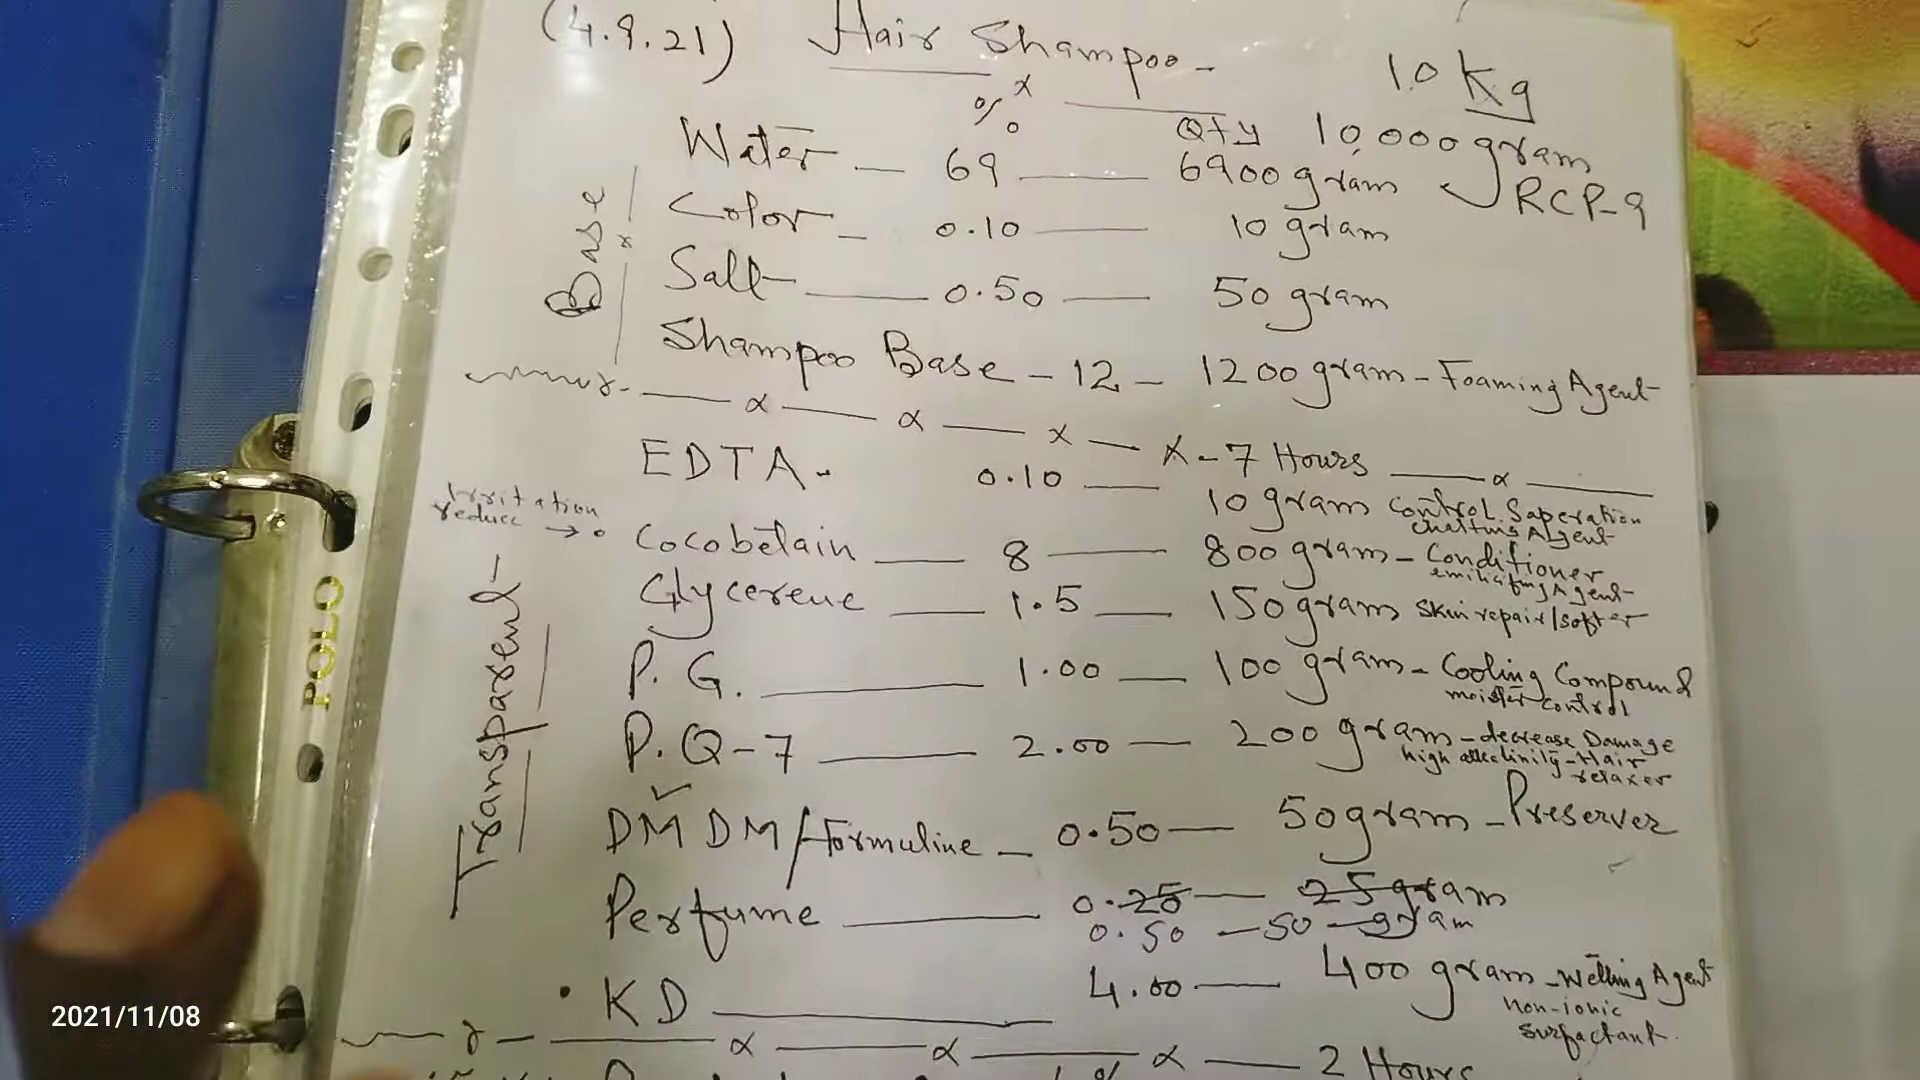 (4.9.21) Hair Shampoo - 10 Kg
% x Qty 10,000 gram
Water — 69 — 6900 gram RCP-9
Color — 0.10 — 10 gram
Base
Salt — 0.50 — 50 gram
Shampoo Base - 12 - 1200 gram - Foaming Agent
x - 7 Hours
EDTA - 0.10 — 10 gram Control Saperation
Chelting Agent
Irritation
reduce → • Cocobetain — 8 — 800 gram - Conditioner
Agent
Glycerene — 1.5 — 150 gram Skin repair/softer
Transparent
P.G. — 1.00 — 100 gram - Cooling Compound
control
P.Q-7 — 2.00 — 200 gram - decrease Damage
high alkalinity - Hair
relaxer
DMDM/Formuline — 0.50 — 50 gram - Preserver
Perfume — 0.25 — 25 gram
0.50 — 50 gram
• KD — 4.00 — 400 gram - Wetting Agent
non-ionic
surfactant.
2 Hours
POLO
2021/11/08